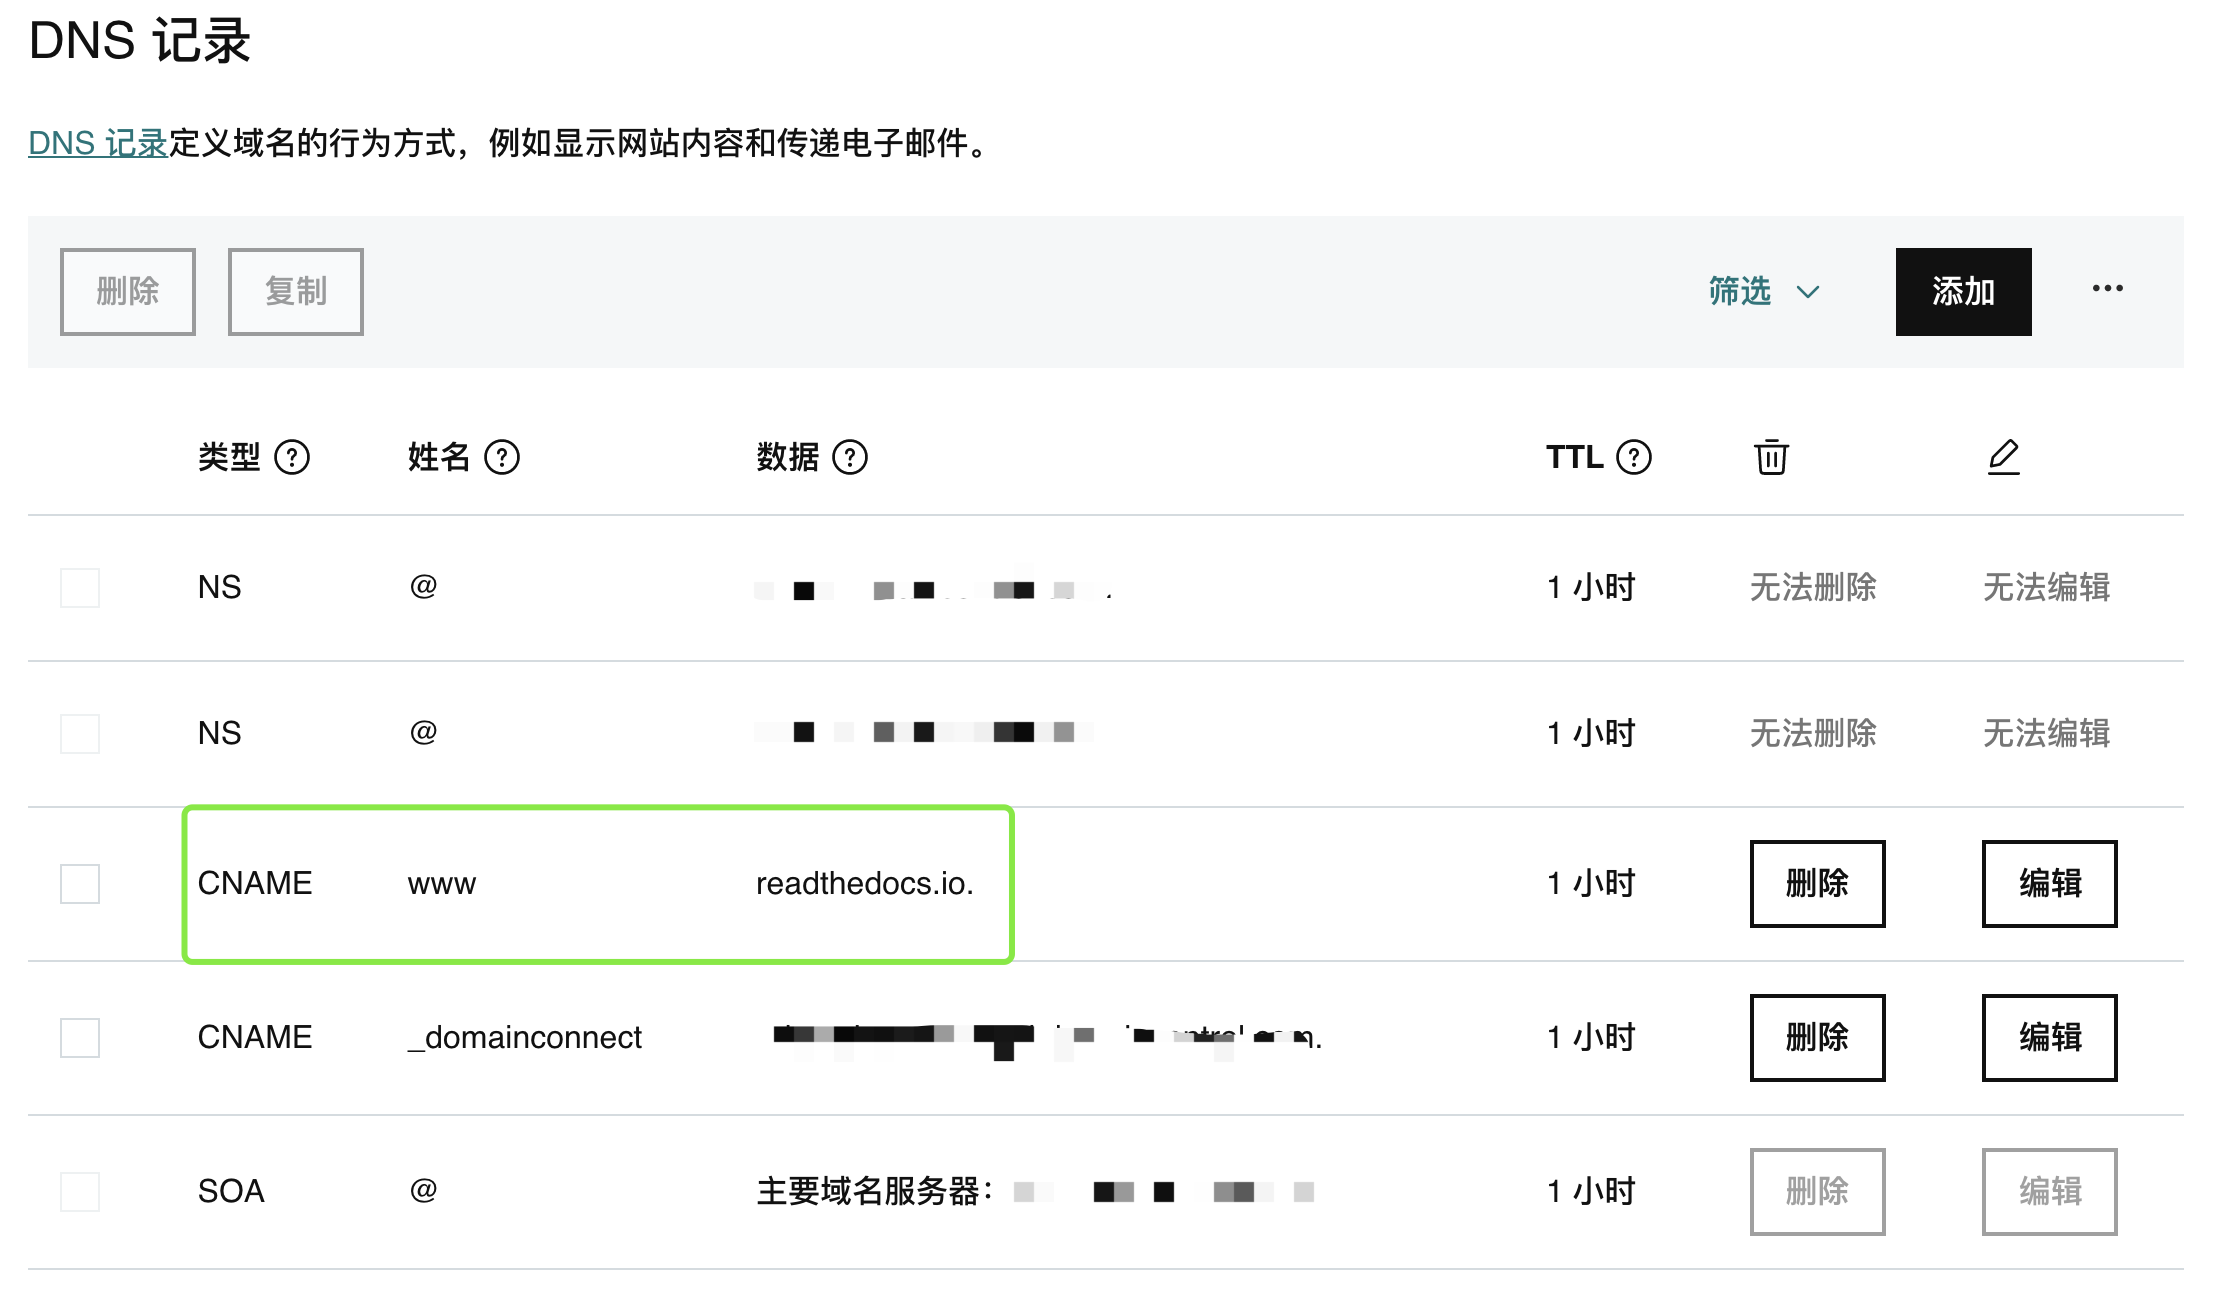 DNS 记录
DNS 记录定义域名的行为方式，例如显示网站内容和传递电子邮件。
删除 复制 筛选 添加 ···
类型 ? 姓名 ? 数据 ? TTL ?
NS @ 1 小时 无法删除 无法编辑
NS @ 1 小时 无法删除 无法编辑
CNAME www readthedocs.io. 1 小时 删除 编辑
CNAME _domainconnect 1 小时 删除 编辑
SOA @ 主要域名服务器： 1 小时 删除 编辑